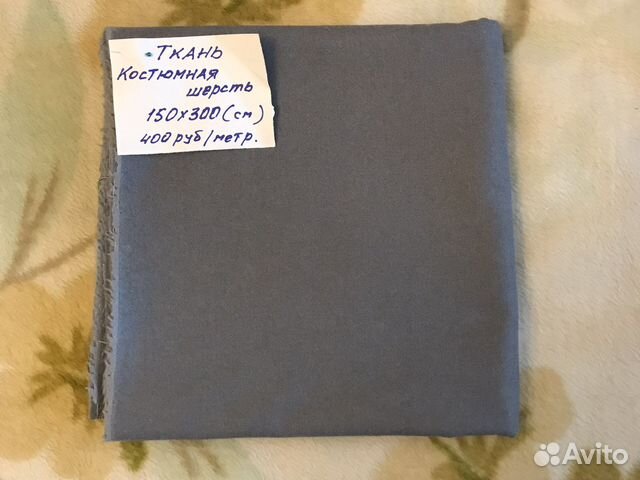 Ткань
Костюмная
шерсть
150х300 (см)
400 руб/метр.
Avito